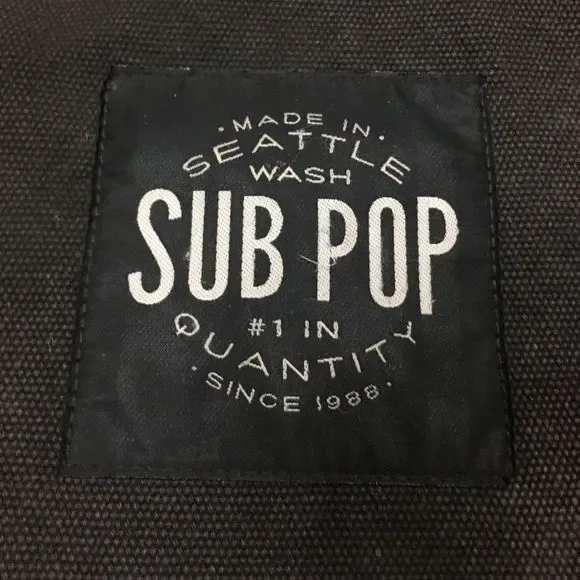 ·MADE IN·
SEATTLE
WASH
SUB POP
#1 IN
QUANTITY
·SINCE 1988·